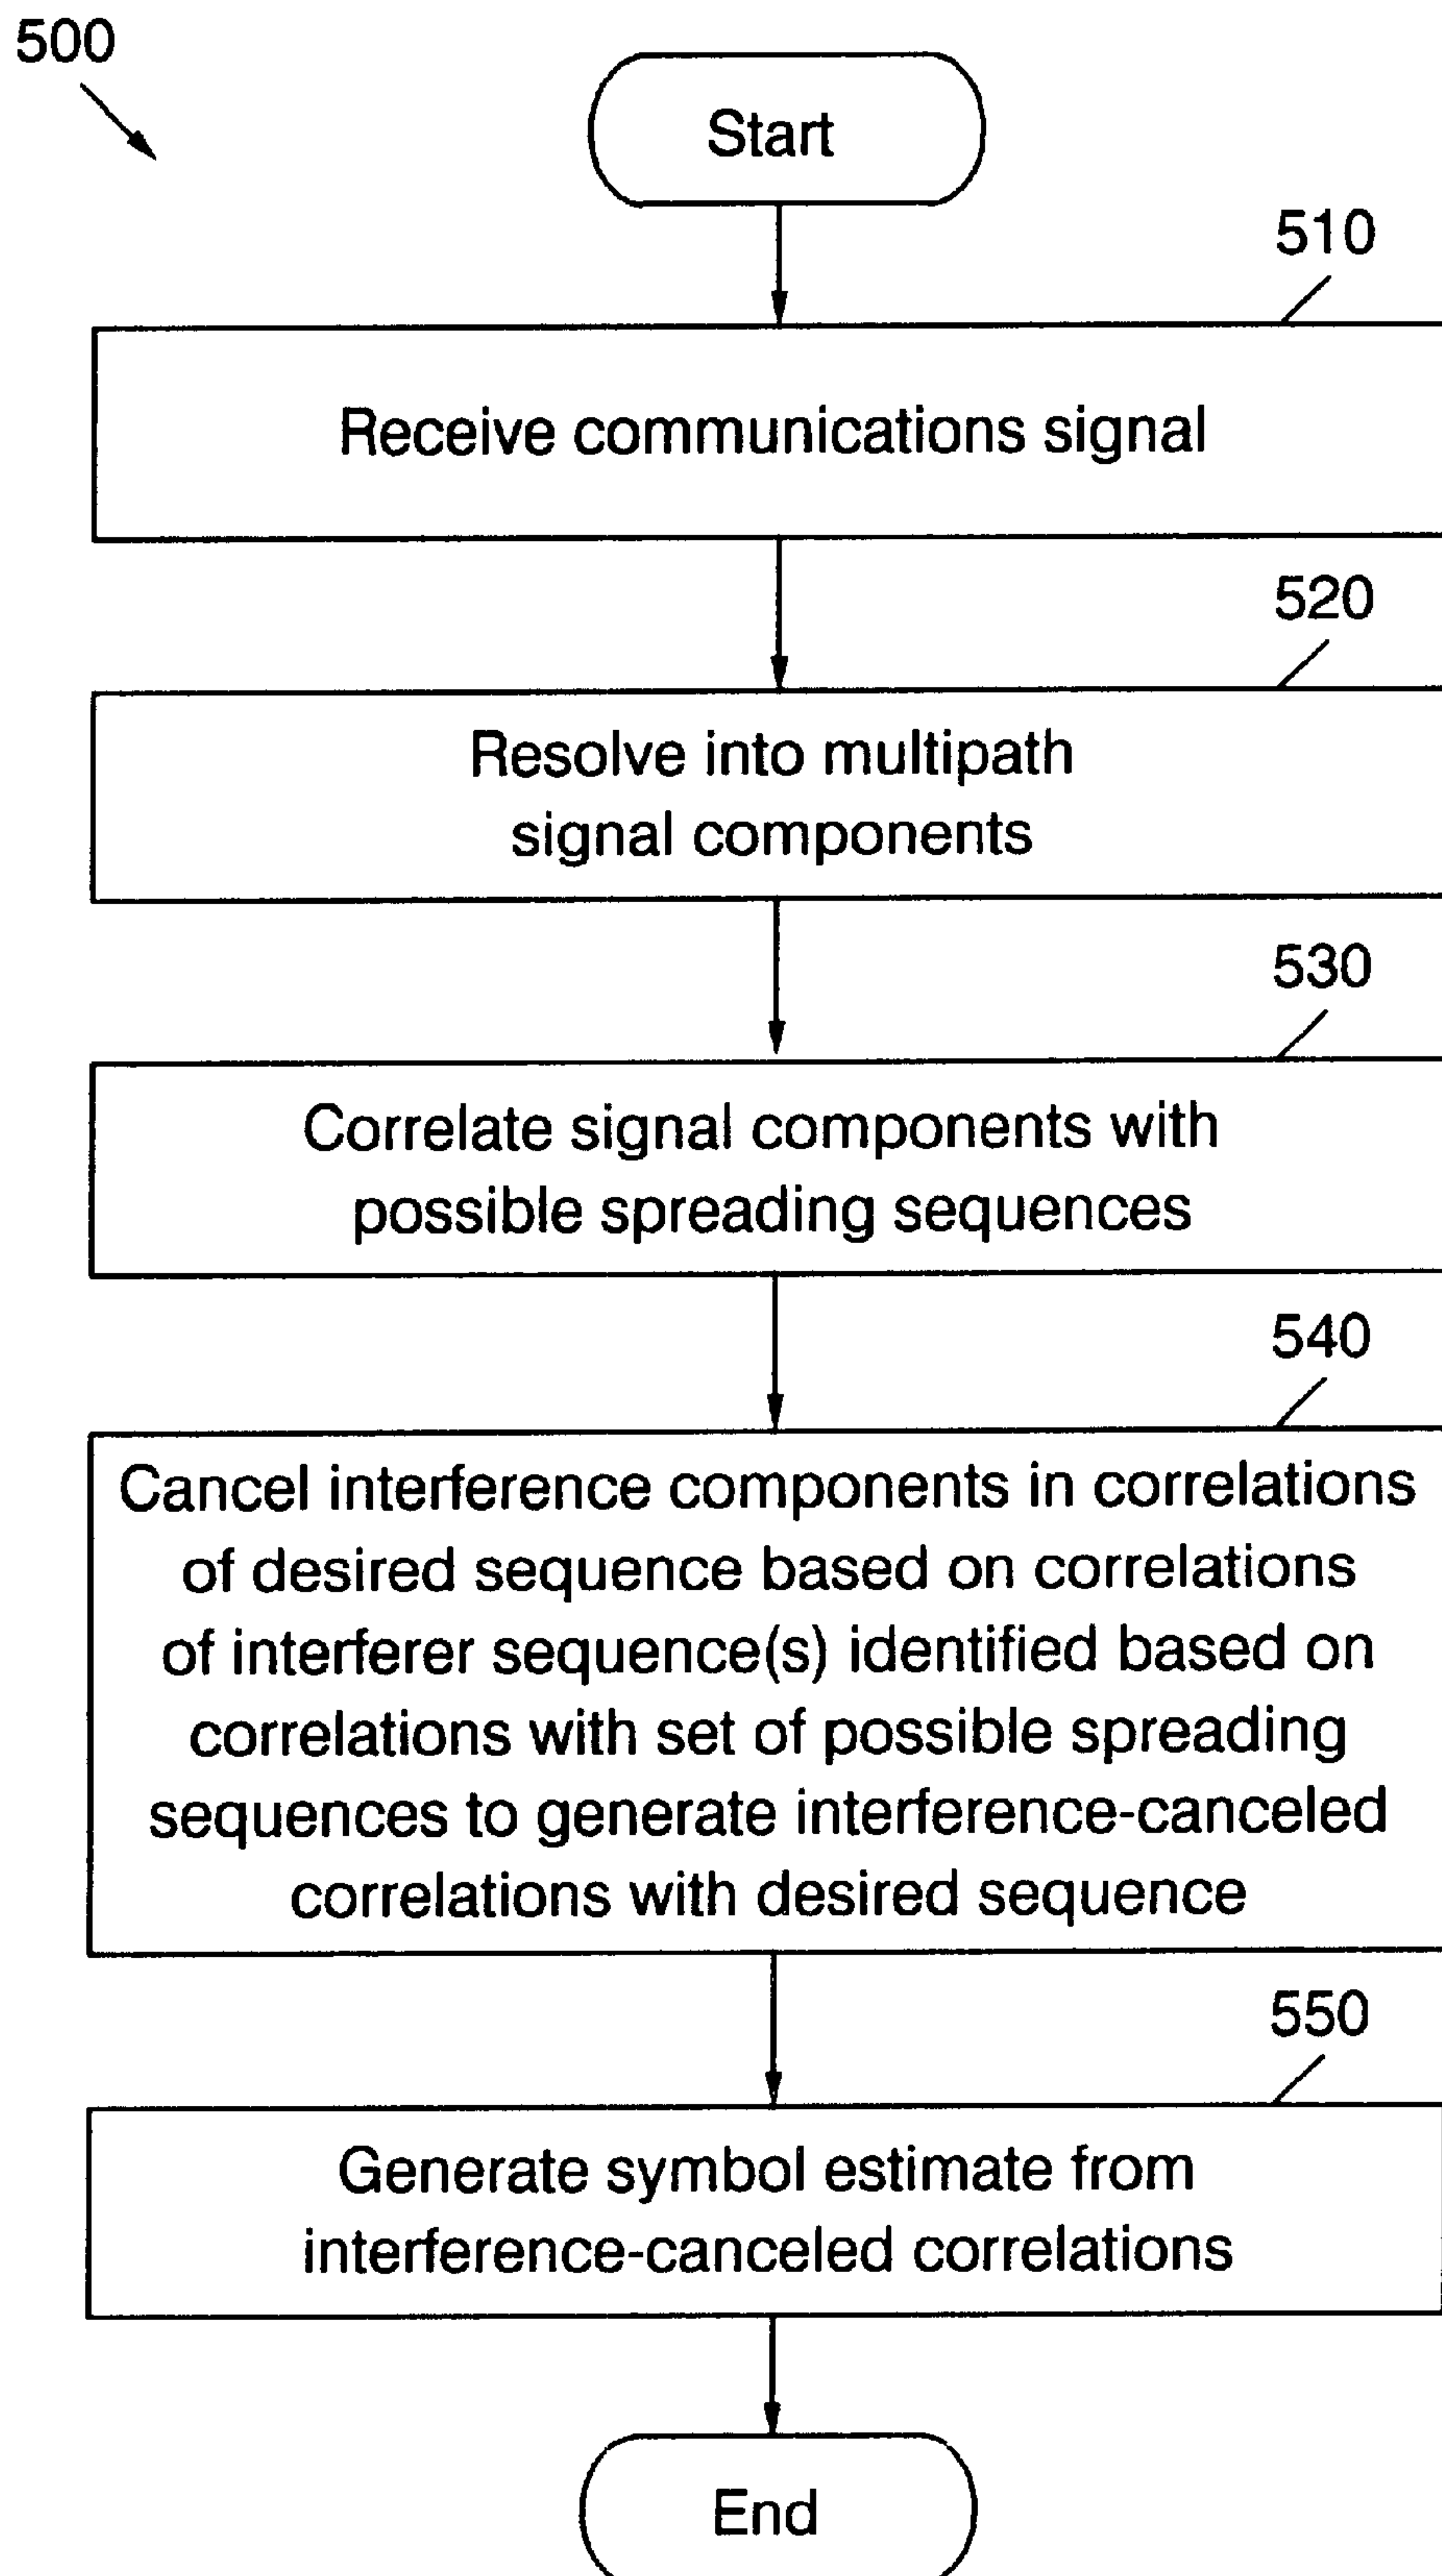 500
Start
510
Receive communications signal
520
Resolve into multipath
signal components
530
Correlate signal components with
possible spreading sequences
540
Cancel interference components in correlations
of desired sequence based on correlations
of interferer sequence(s) identified based on
correlations with set of possible spreading
sequences to generate interference-canceled
correlations with desired sequence
550
Generate symbol estimate from
interference-canceled correlations
End